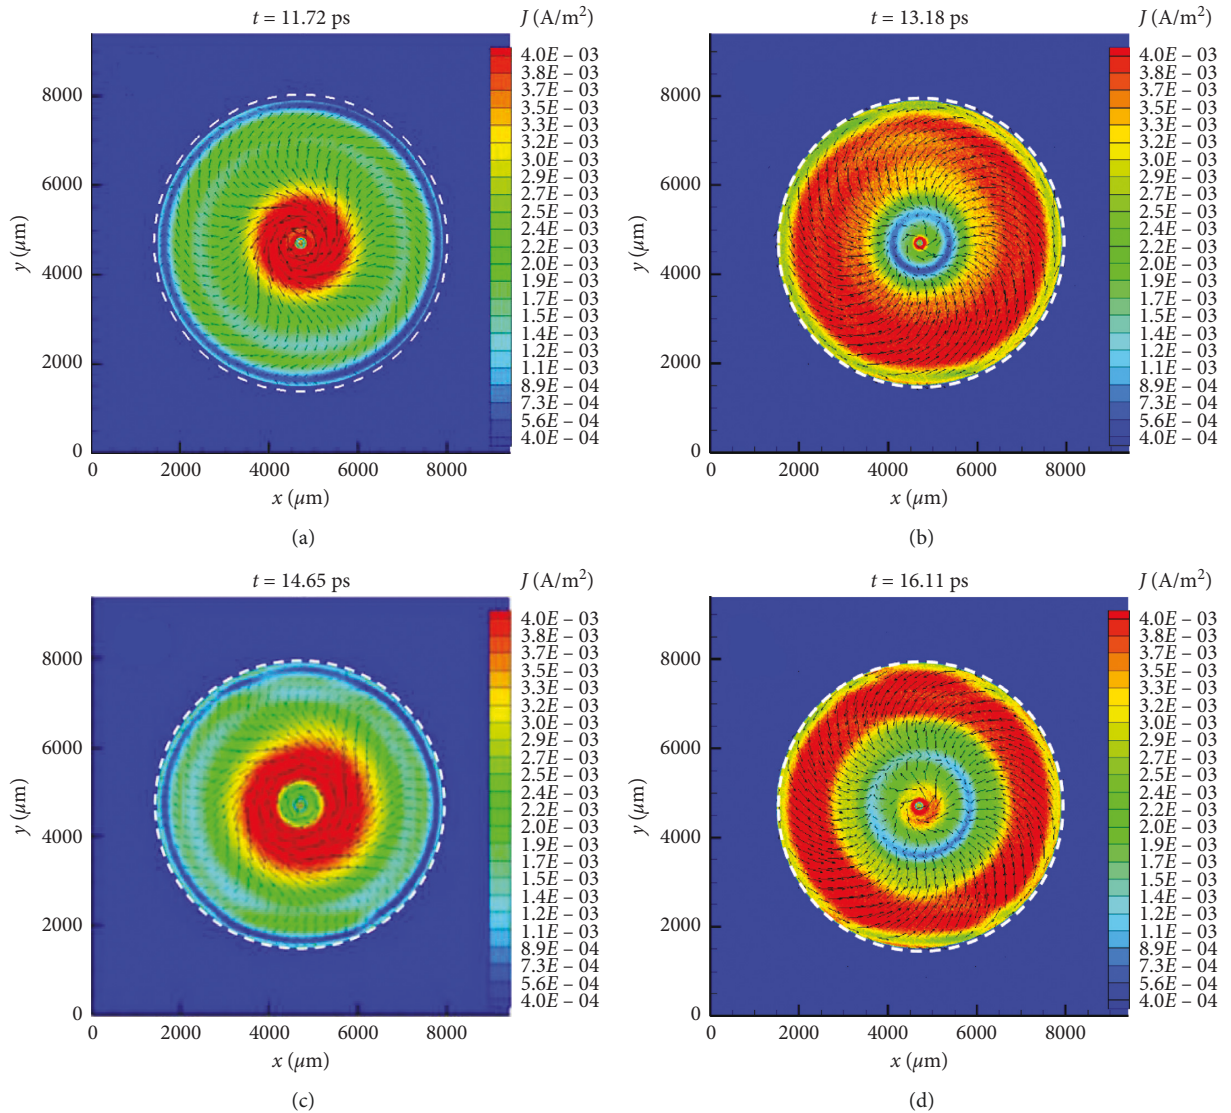 t = 11.72 ps
J (A/m²)
4.0E – 03
3.8E – 03
3.7E – 03
3.5E – 03
3.3E – 03
3.2E – 03
3.0E – 03
2.9E – 03
2.7E – 03
2.5E – 03
2.4E – 03
2.2E – 03
2.0E – 03
1.9E – 03
1.7E – 03
1.5E – 03
1.4E – 03
1.2E – 03
1.1E – 03
8.9E – 04
7.3E – 04
5.6E – 04
4.0E – 04
8000
6000
4000
2000
0
y (μm)
0 2000 4000 6000 8000
x (μm)
(a)
t = 13.18 ps
J (A/m²)
4.0E – 03
3.8E – 03
3.7E – 03
3.5E – 03
3.3E – 03
3.2E – 03
3.0E – 03
2.9E – 03
2.7E – 03
2.5E – 03
2.4E – 03
2.2E – 03
2.0E – 03
1.9E – 03
1.7E – 03
1.5E – 03
1.4E – 03
1.2E – 03
1.1E – 03
8.9E – 04
7.3E – 04
5.6E – 04
4.0E – 04
8000
6000
4000
2000
0
y (μm)
0 2000 4000 6000 8000
x (μm)
(b)
t = 14.65 ps
J (A/m²)
4.0E – 03
3.8E – 03
3.7E – 03
3.5E – 03
3.3E – 03
3.2E – 03
3.0E – 03
2.9E – 03
2.7E – 03
2.5E – 03
2.4E – 03
2.2E – 03
2.0E – 03
1.9E – 03
1.7E – 03
1.5E – 03
1.4E – 03
1.2E – 03
1.1E – 03
8.9E – 04
7.3E – 04
5.6E – 04
4.0E – 04
8000
6000
4000
2000
0
y (μm)
0 2000 4000 6000 8000
x (μm)
(c)
t = 16.11 ps
J (A/m²)
4.0E – 03
3.8E – 03
3.7E – 03
3.5E – 03
3.3E – 03
3.2E – 03
3.0E – 03
2.9E – 03
2.7E – 03
2.5E – 03
2.4E – 03
2.2E – 03
2.0E – 03
1.9E – 03
1.7E – 03
1.5E – 03
1.4E – 03
1.2E – 03
1.1E – 03
8.9E – 04
7.3E – 04
5.6E – 04
4.0E – 04
8000
6000
4000
2000
0
y (μm)
0 2000 4000 6000 8000
x (μm)
(d)